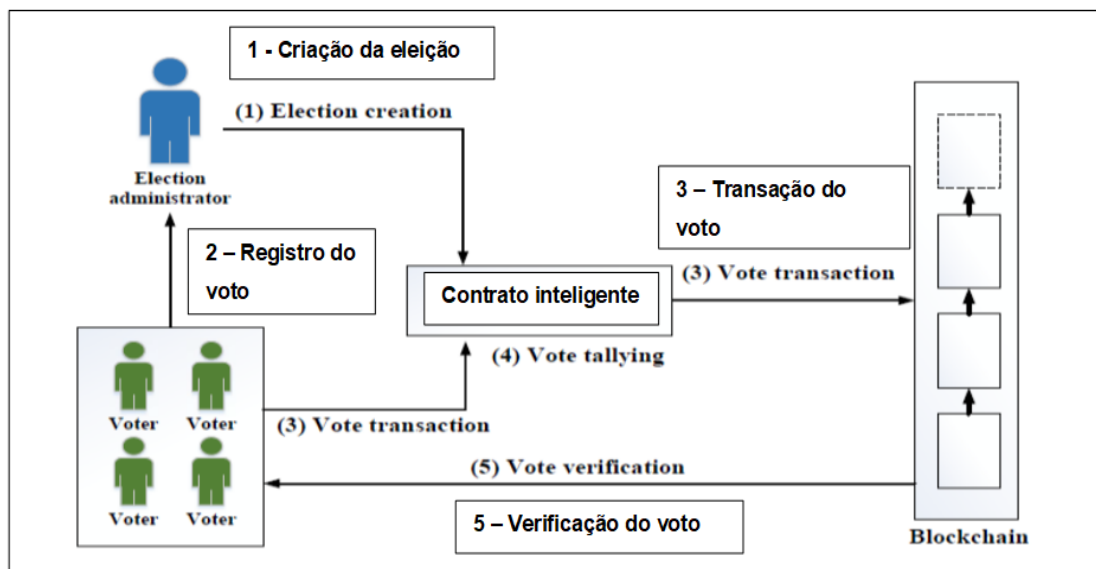 1 - Criação da eleição
(1) Election creation
Election
administrator
2 – Registro do
voto
3 – Transação do
voto
Contrato inteligente
(3) Vote transaction
(4) Vote tallying
Voter Voter
(3) Vote transaction
Voter Voter
(5) Vote verification
5 – Verificação do voto
Blockchain